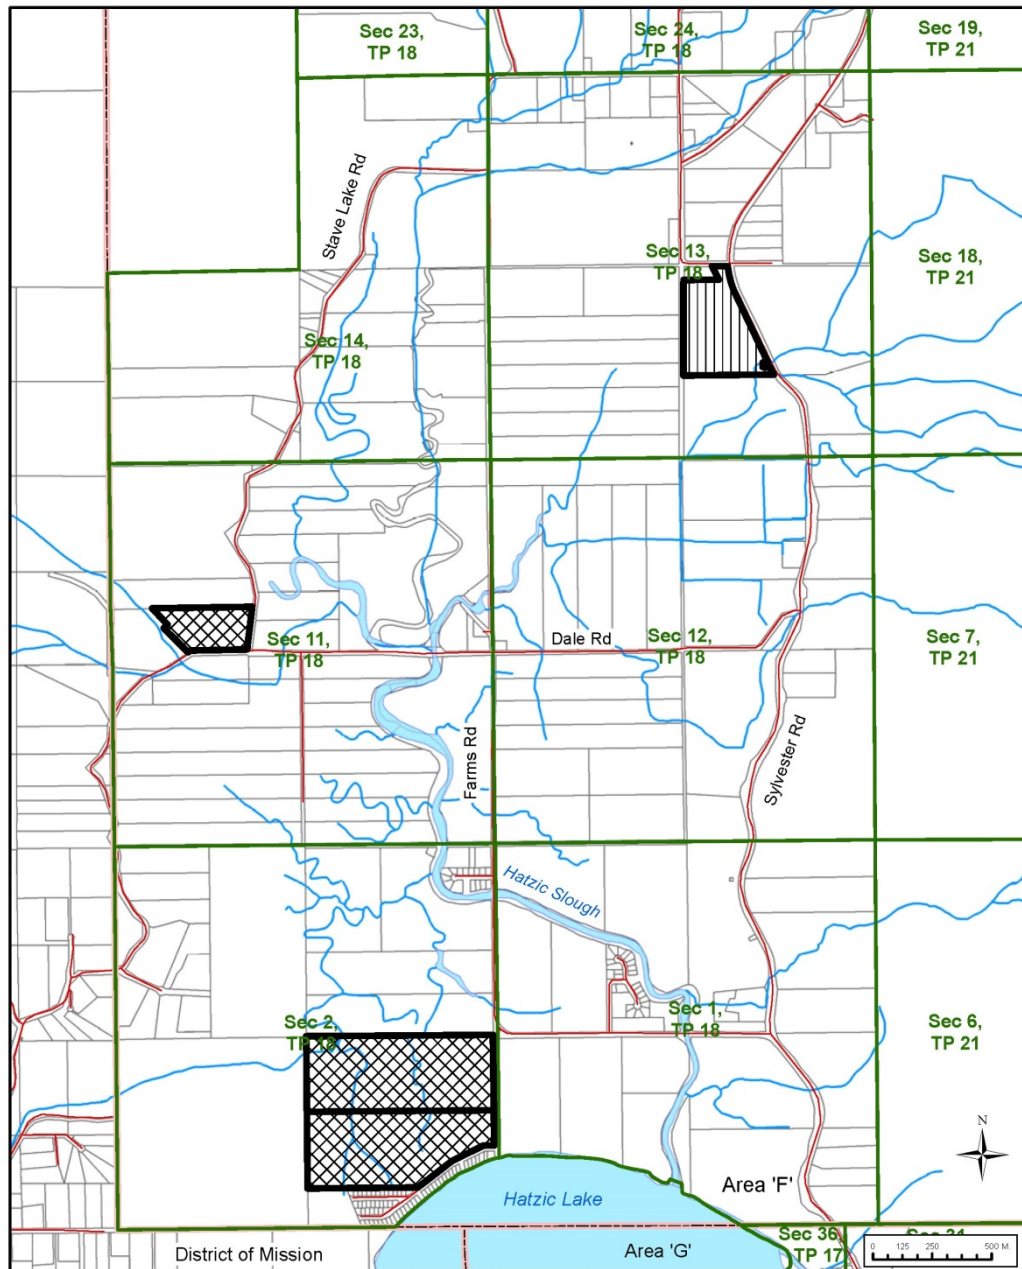 Sec 23,
TP 18
Sec 24,
TP 18
Sec 19,
TP 21
Stave Lake Rd
Sec 13,
TP 18
Sec 18,
TP 21
Sec 14,
TP 18
Sec 11,
TP 18
Dale Rd
Sec 12,
TP 18
Sec 7,
TP 21
Farms Rd
Sylvester Rd
Hatzic Slough
Sec 2,
TP 18
Sec 1,
TP 18
Sec 6,
TP 21
N
Area 'F'
Hatzic Lake
Sec 36,
TP 17
District of Mission
Area 'G'
0 125 250 500 M.